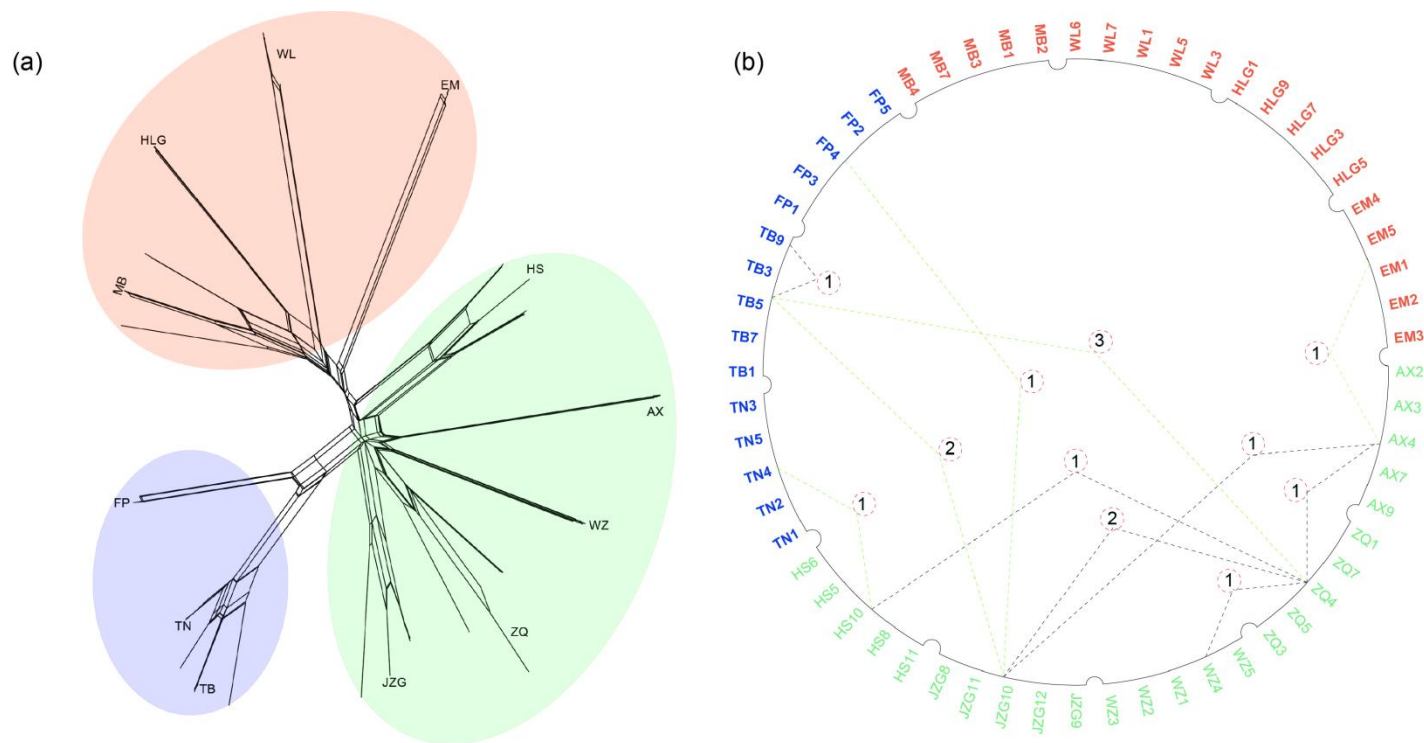 (a)
WL
EM
HLG
MB
HS
AX
FP
WZ
TN
ZQ
TB
JZG
(b)
MB4
MB7
MB3
MB1
MB2
WL6
WL7
WL1
WL5
WL3
HLG1
HLG9
HLG7
HLG3
HLG5
EM4
EM5
EM1
EM2
EM3
AX2
AX3
AX4
AX7
AX9
ZQ1
ZQ7
ZQ4
ZQ5
ZQ3
WZ5
WZ4
WZ1
WZ2
WZ3
JZG9
JZG12
JZG10
JZG11
JZG8
HS11
HS8
HS10
HS5
HS6
TN1
TN2
TN4
TN5
TN3
TB1
TB7
TB5
TB3
TB9
FP1
FP3
FP4
FP2
FP5
1
3
1
1
2
1
1
1
1
2
1